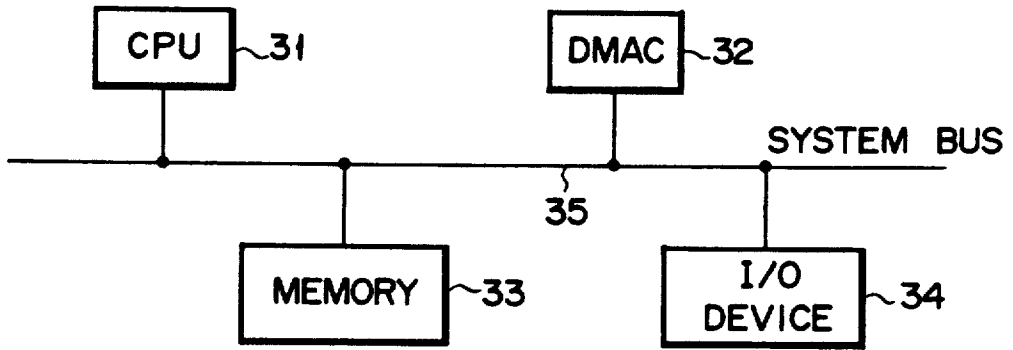 CPU
31
DMAC
32
SYSTEM BUS
35
MEMORY
33
I/O
DEVICE
34